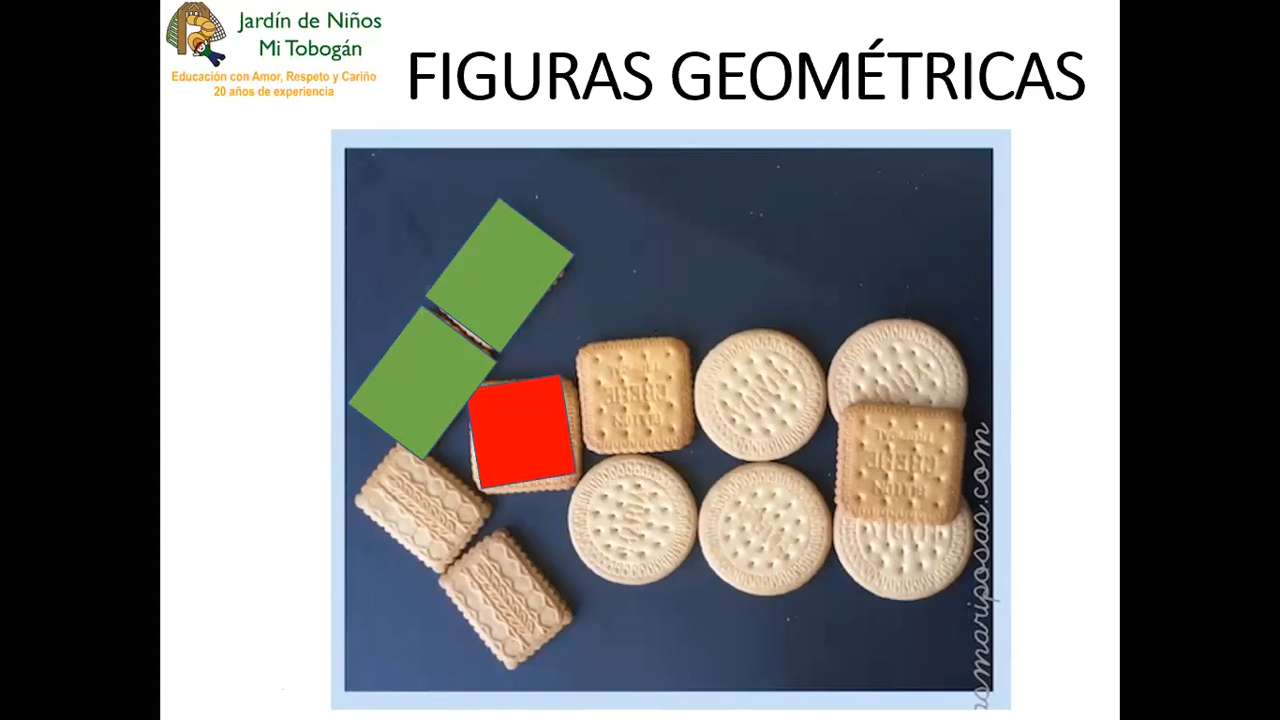 Jardín de Niños
Mi Tobogán
Educación con Amor, Respeto y Cariño
20 años de experiencia
FIGURAS GEOMÉTRICAS